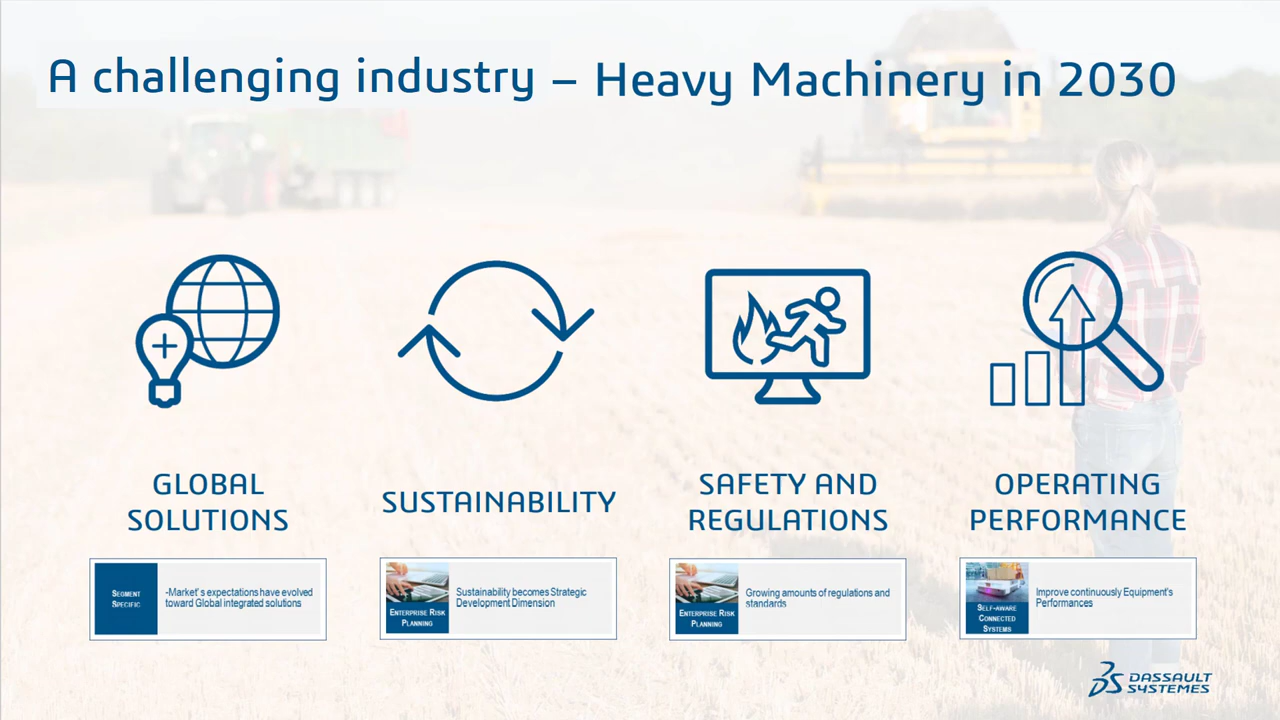 A challenging industry – Heavy Machinery in 2030
GLOBAL
SOLUTIONS
SUSTAINABILITY
SAFETY AND
REGULATIONS
OPERATING
PERFORMANCE
SEGMENT
SPECIFIC
-Market's expectations have evolved
toward Global integrated solutions
ENTERPRISE RISK
PLANNING
Sustainability becomes Strategic
Development Dimension
ENTERPRISE RISK
PLANNING
Growing amounts of regulations and
standards
SELF-AWARE
CONNECTED
SYSTEMS
Improve continuously Equipment's
Performances
DASSAULT
SYSTEMES